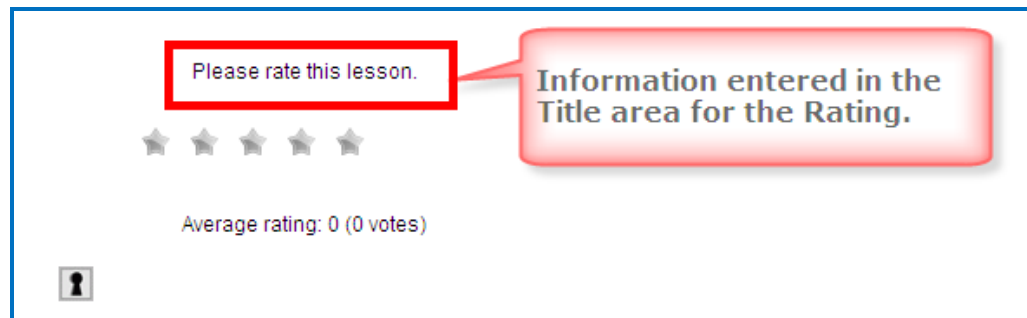 Please rate this lesson.
Information entered in the
Title area for the Rating.
Average rating: 0 (0 votes)